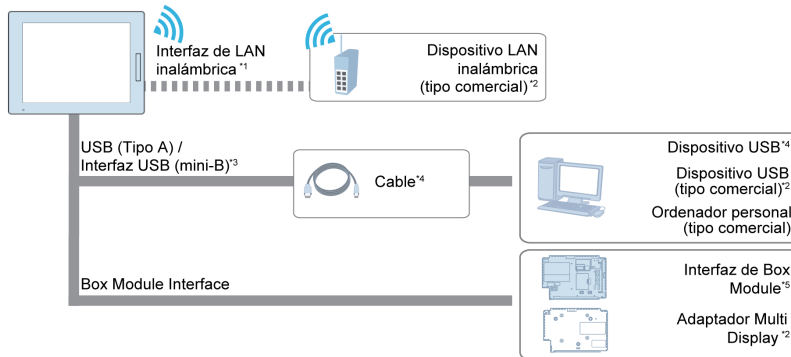 Interfaz de LAN
inalámbrica *1
Dispositivo LAN
inalámbrica
(tipo comercial)*2
USB (Tipo A) /
Interfaz USB (mini-B)*3
Cable*4
Dispositivo USB*4
Dispositivo USB
(tipo comercial)*2
Ordenador personal
(tipo comercial)
Box Module Interface
Interfaz de Box
Module*5
Adaptador Multi
Display *2